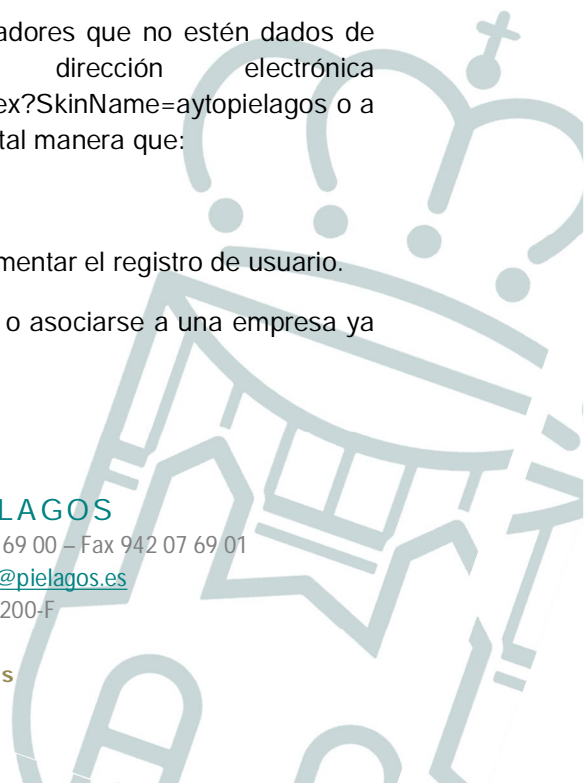 adores que no estén dados de
dirección electrónica
ex?SkinName=aytopielagos o a
tal manera que:
mentar el registro de usuario.
o asociarse a una empresa ya
LAGOS
69 00 – Fax 942 07 69 01
@pielagos.es
200-F
s